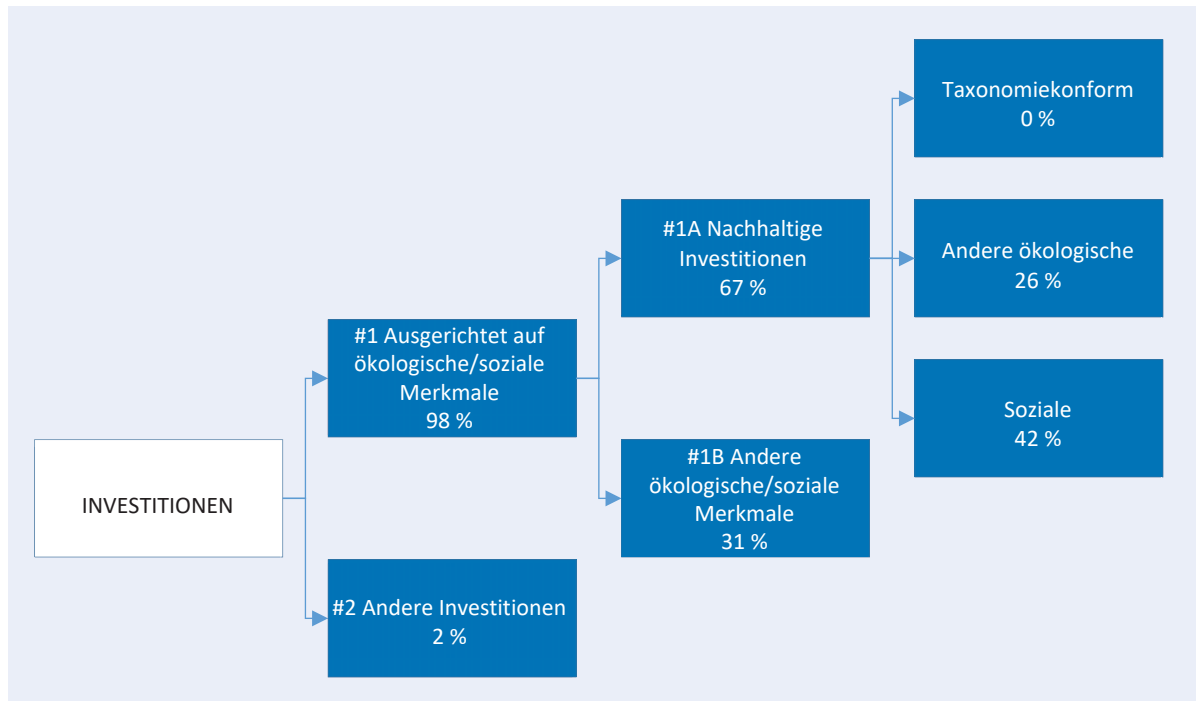 INVESTITIONEN
#1 Ausgerichtet auf
ökologische/soziale
Merkmale
98 %
#2 Andere Investitionen
2 %
#1A Nachhaltige
Investitionen
67 %
#1B Andere
ökologische/soziale
Merkmale
31 %
Taxonomiekonform
0 %
Andere ökologische
26 %
Soziale
42 %